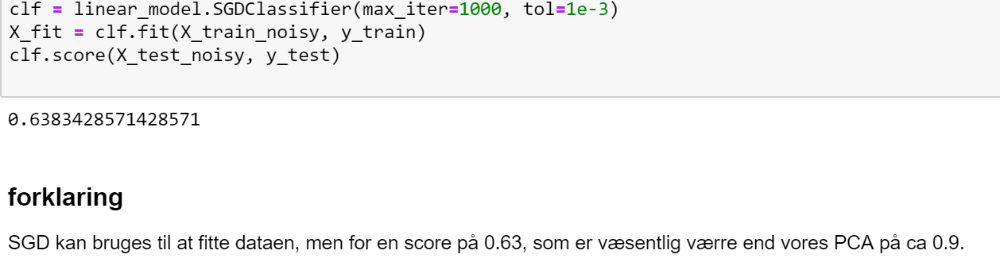 clf = linear_model.SGDClassifier(max_iter=1000, tol=1e-3)
X_fit = clf.fit(X_train_noisy, y_train)
clf.score(X_test_noisy, y_test)
0.6383428571428571
forklaring
SGD kan bruges til at fitte dataen, men for en score på 0.63, som er væsentlig værre end vores PCA på ca 0.9.